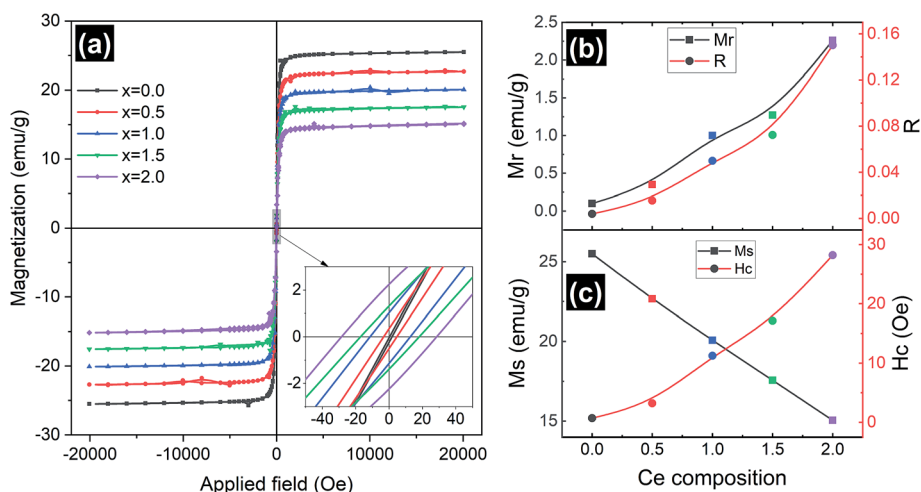 (a)
30
20
10
0
-10
-20
-30
Magnetization (emu/g)
x=0.0
x=0.5
x=1.0
x=1.5
x=2.0
2
0
-2
-40 -20 0 20 40
-20000 -10000 0 10000 20000
Applied field (Oe)
(b)
Mr
R
2.5
2.0
1.5
1.0
0.5
0.0
Mr (emu/g)
0.16
0.12
0.08
0.04
0.00
R
(c)
Ms
Hc
25
20
15
Ms (emu/g)
30
20
10
0
Hc (Oe)
0.0 0.5 1.0 1.5 2.0
Ce composition